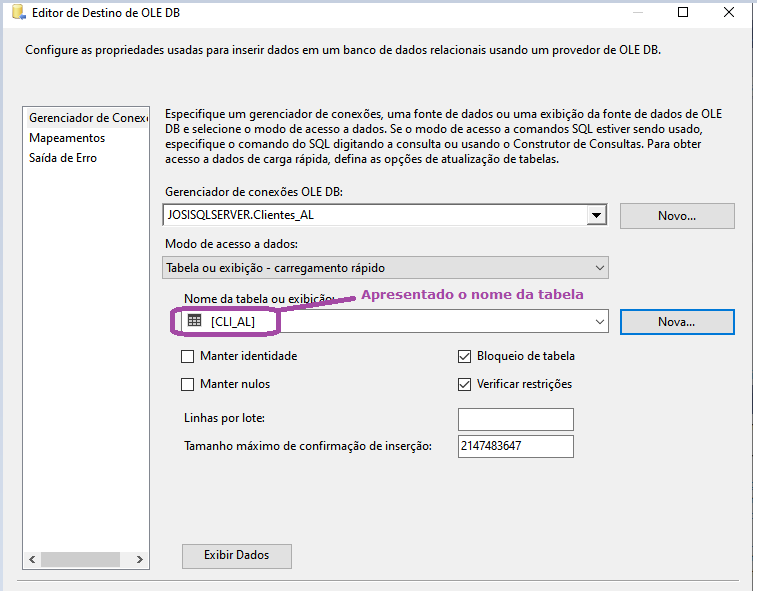 Editor de Destino de OLE DB
Configure as propriedades usadas para inserir dados em um banco de dados relacionais usando um provedor de OLE DB.
Gerenciador de Conex
Mapeamentos
Saída de Erro
Especifique um gerenciador de conexões, uma fonte de dados ou uma exibição da fonte de dados de OLE
DB e selecione o modo de acesso a dados. Se o modo de acesso a comandos SQL estiver sendo usado,
especifique o comando do SQL digitando a consulta ou usando o Construtor de Consultas. Para obter
acesso a dados de carga rápida, defina as opções de atualização de tabelas.
Gerenciador de conexões OLE DB:
JOSISQLSERVER.Clientes_AL
Novo...
Modo de acesso a dados:
Tabela ou exibição - carregamento rápido
Nome da tabela ou exibição:
Apresentado o nome da tabela
[CLI_AL]
Nova...
Manter identidade
Bloqueio de tabela
Manter nulos
Verificar restrições
Linhas por lote:
Tamanho máximo de confirmação de inserção:
2147483647
Exibir Dados